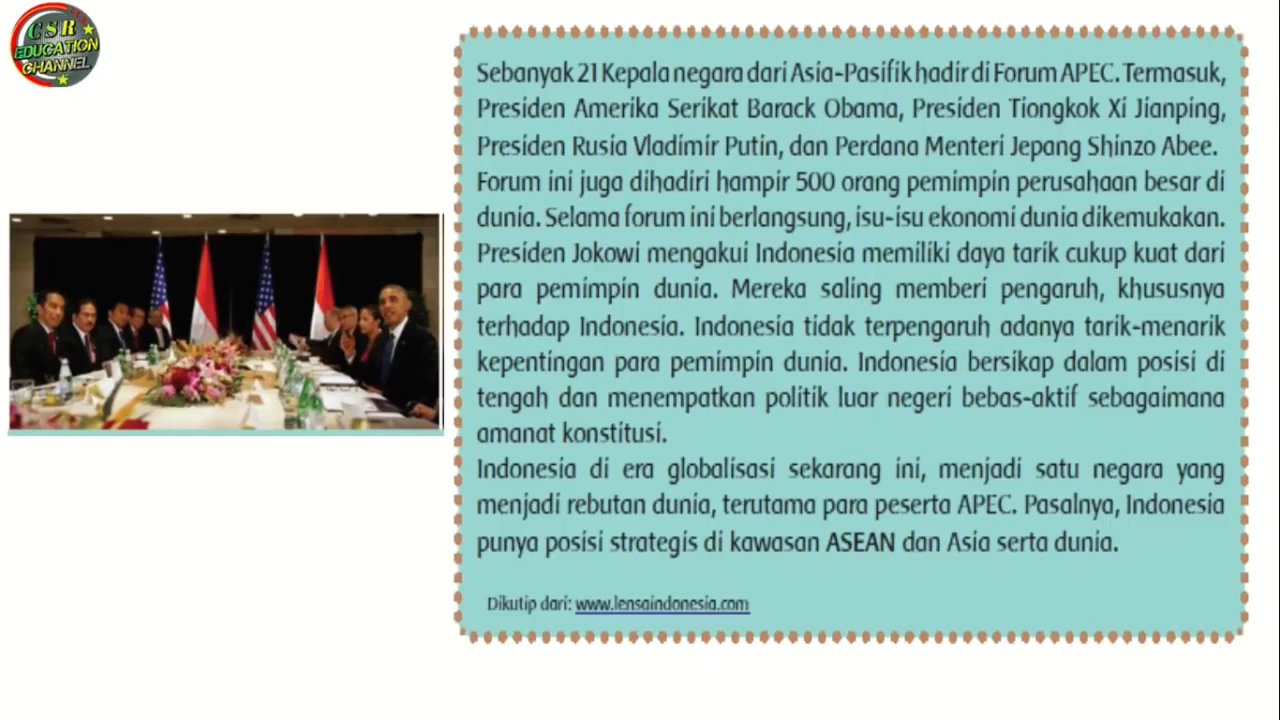 CSR
EDUCATION
CHANNEL
Sebanyak 21 Kepala negara dari Asia-Pasifik hadir di Forum APEC. Termasuk,
Presiden Amerika Serikat Barack Obama, Presiden Tiongkok Xi Jianping,
Presiden Rusia Vladimir Putin, dan Perdana Menteri Jepang Shinzo Abee.
Forum ini juga dihadiri hampir 500 orang pemimpin perusahaan besar di
dunia. Selama forum ini berlangsung, isu-isu ekonomi dunia dikemukakan.
Presiden Jokowi mengakui Indonesia memiliki daya tarik cukup kuat dari
para pemimpin dunia. Mereka saling memberi pengaruh, khususnya
terhadap Indonesia. Indonesia tidak terpengaruh adanya tarik-menarik
kepentingan para pemimpin dunia. Indonesia bersikap dalam posisi di
tengah dan menempatkan politik luar negeri bebas-aktif sebagaimana
amanat konstitusi.
Indonesia di era globalisasi sekarang ini, menjadi satu negara yang
menjadi rebutan dunia, terutama para peserta APEC. Pasalnya, Indonesia
punya posisi strategis di kawasan ASEAN dan Asia serta dunia.
Dikutip dari: www.lensaindonesia.com